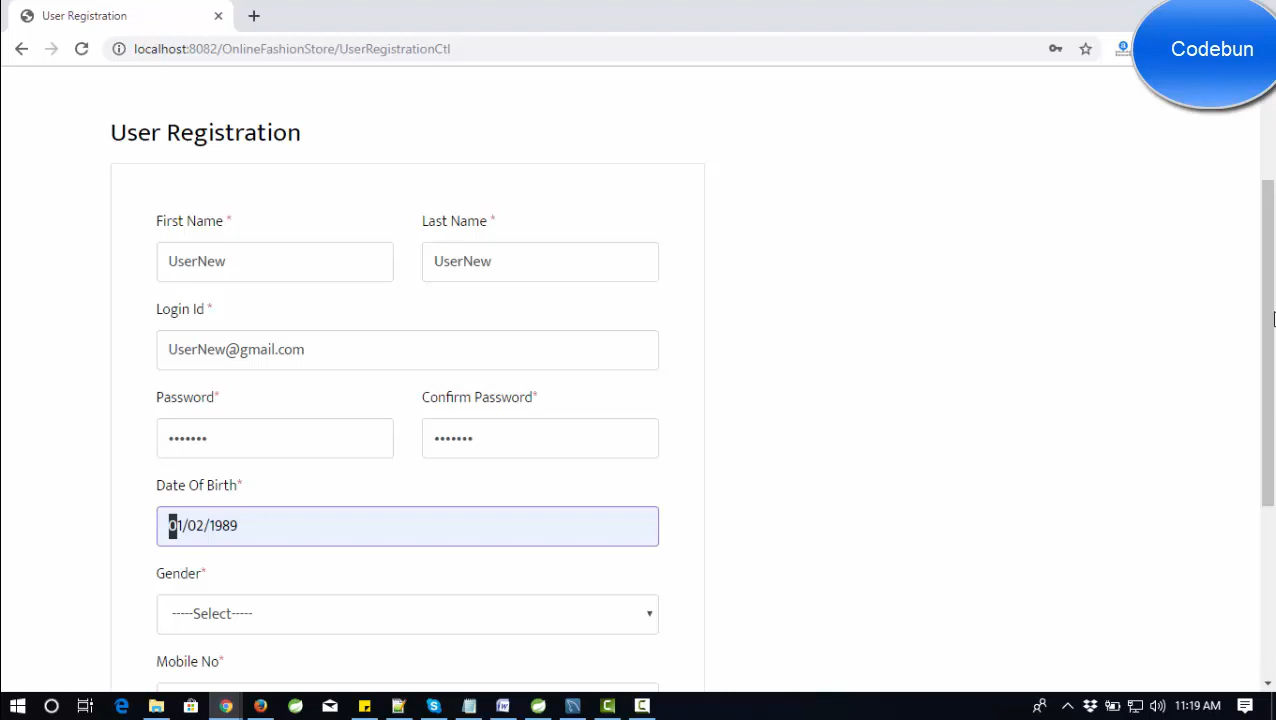 User Registration
localhost:8082/OnlineFashionStore/UserRegistrationCtl
Codebun
User Registration
First Name * Last Name *
UserNew UserNew
Login Id *
UserNew@gmail.com
Password* Confirm Password*
••••••• •••••••
Date Of Birth*
01/02/1989
Gender*
-----Select-----
Mobile No*
11:19 AM